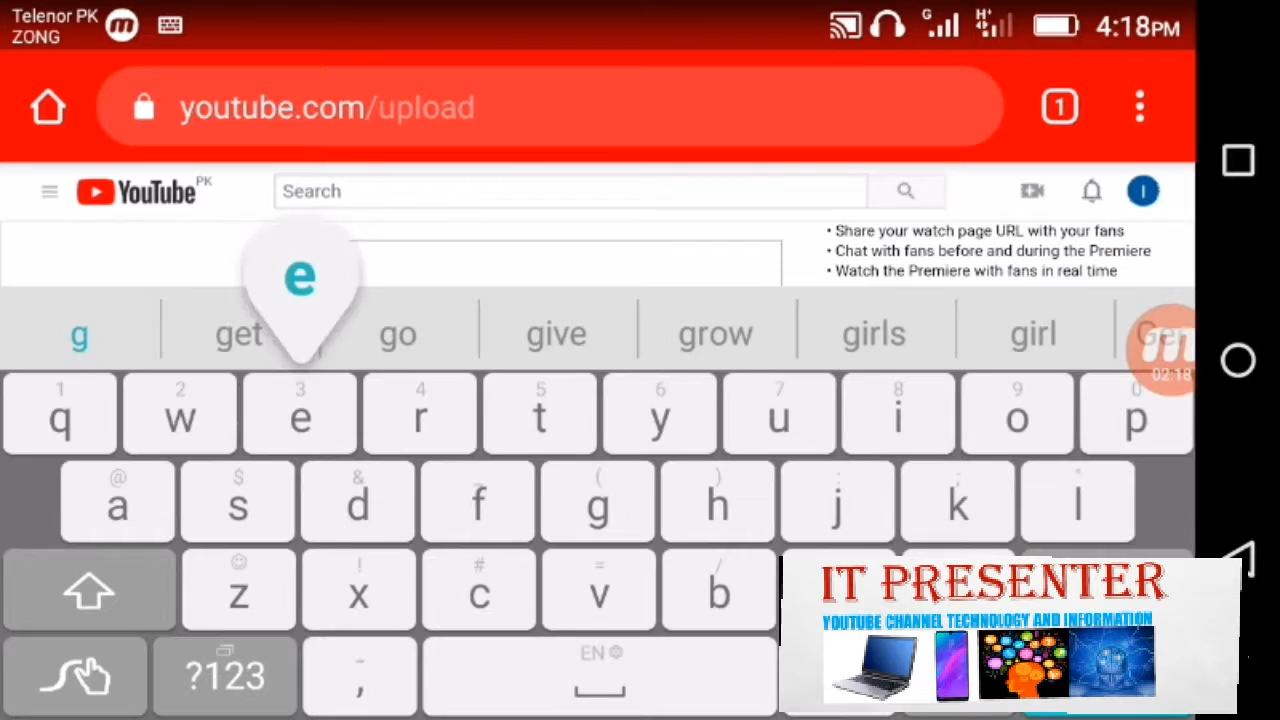 Telenor PK
ZONG
G H+ 4:18PM
youtube.com/upload 1
YouTube PK Search I
• Share your watch page URL with your fans
• Chat with fans before and during the Premiere
• Watch the Premiere with fans in real time
e
g get go give grow girls girl
02:18
1 2 3 4 5 6 7 8 9 0
q w e r t y u i o p
@ $ & _ ( ) : ; "
a s d f g h j k l
! # = /
z x c v b
?123 , EN
IT PRESENTER
YOUTUBE CHANNEL TECHNOLOGY AND INFORMATION